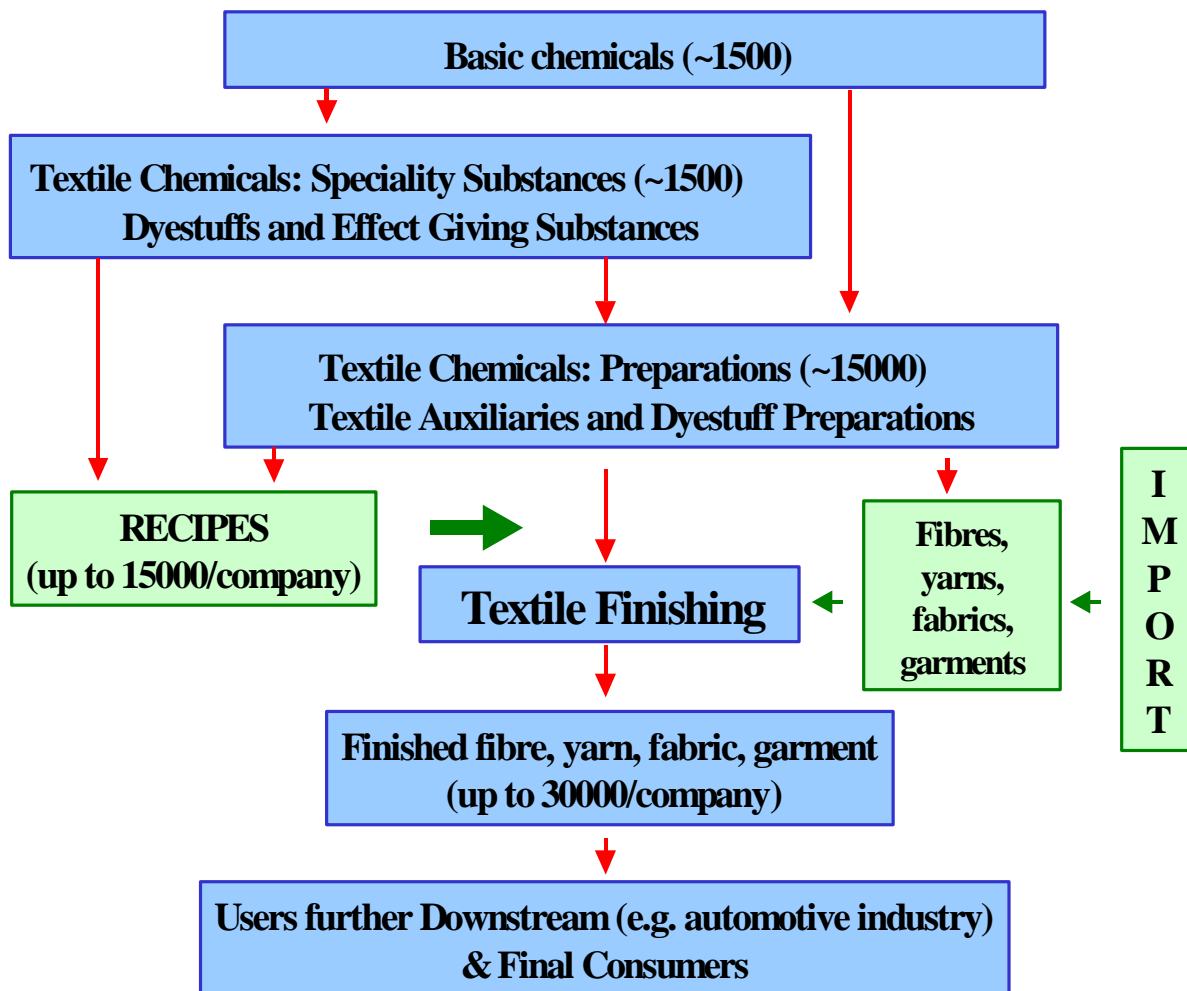 Basic chemicals (~1500)
Textile Chemicals: Speciality Substances (~1500)
Dyestuffs and Effect Giving Substances
Textile Chemicals: Preparations (~15000)
Textile Auxiliaries and Dyestuff Preparations
RECIPES
(up to 15000/company)
Textile Finishing
Fibres,
yarns,
fabrics,
garments
I
M
P
O
R
T
Finished fibre, yarn, fabric, garment
(up to 30000/company)
Users further Downstream (e.g. automotive industry)
& Final Consumers